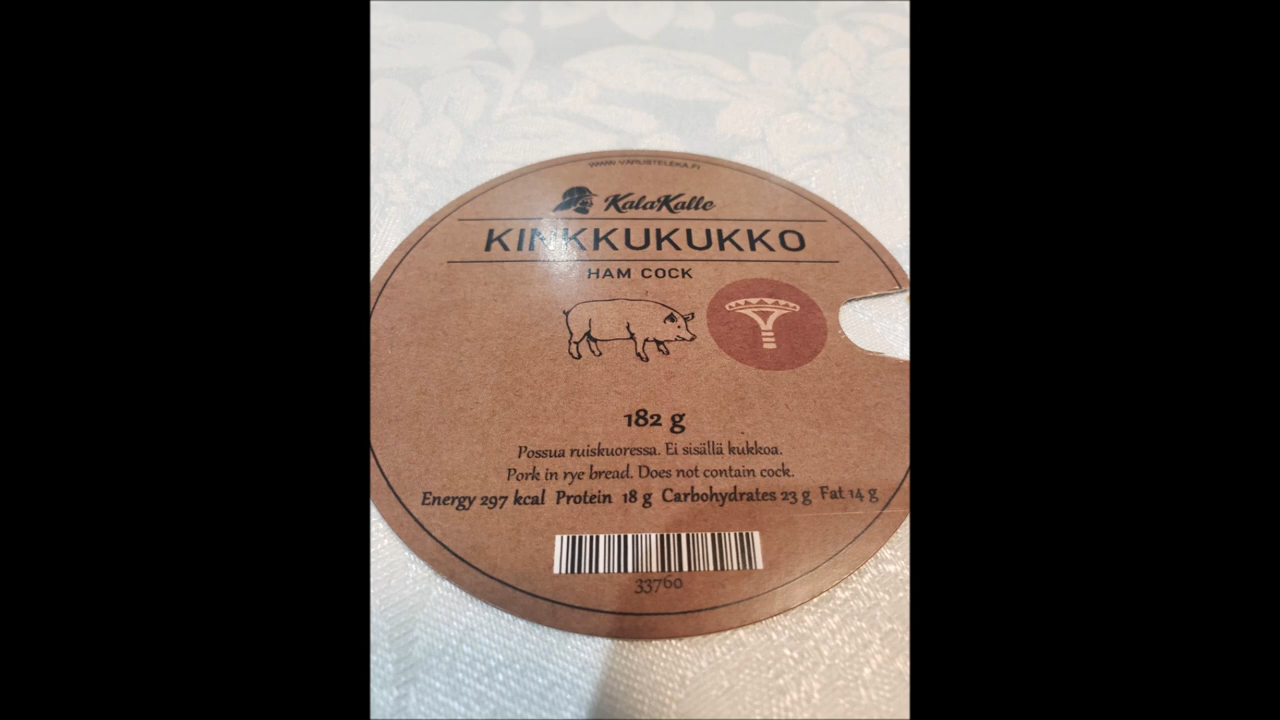 WWW.VARUSTELEKA.FI
KalaKalle
KINKKUKUKKO
HAM COCK
182 g
Possua ruiskuoressa. Ei sisällä kukkoa.
Pork in rye bread. Does not contain cock.
Energy 297 kcal Protein 18 g Carbohydrates 23 g Fat 14 g
33760